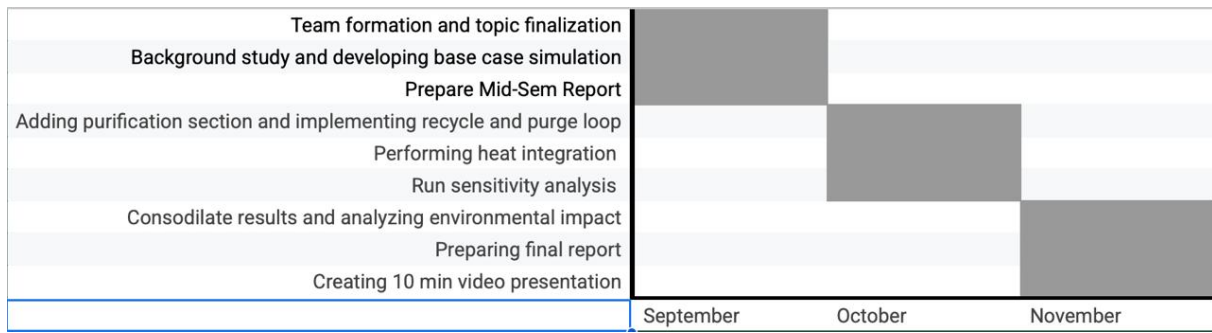 Team formation and topic finalization
Background study and developing base case simulation
Prepare Mid-Sem Report
Adding purification section and implementing recycle and purge loop
Performing heat integration
Run sensitivity analysis
Consodilate results and analyzing environmental impact
Preparing final report
Creating 10 min video presentation
September October November